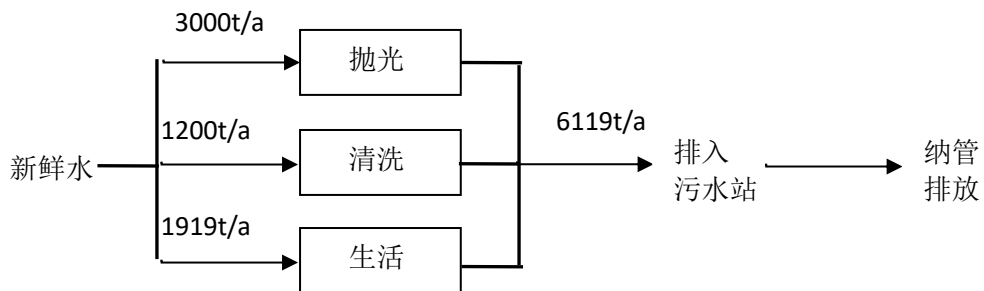 3000t/a
抛光
1200t/a
6119t/a
新鲜水
清洗
排入
污水站
纳管
排放
1919t/a
生活